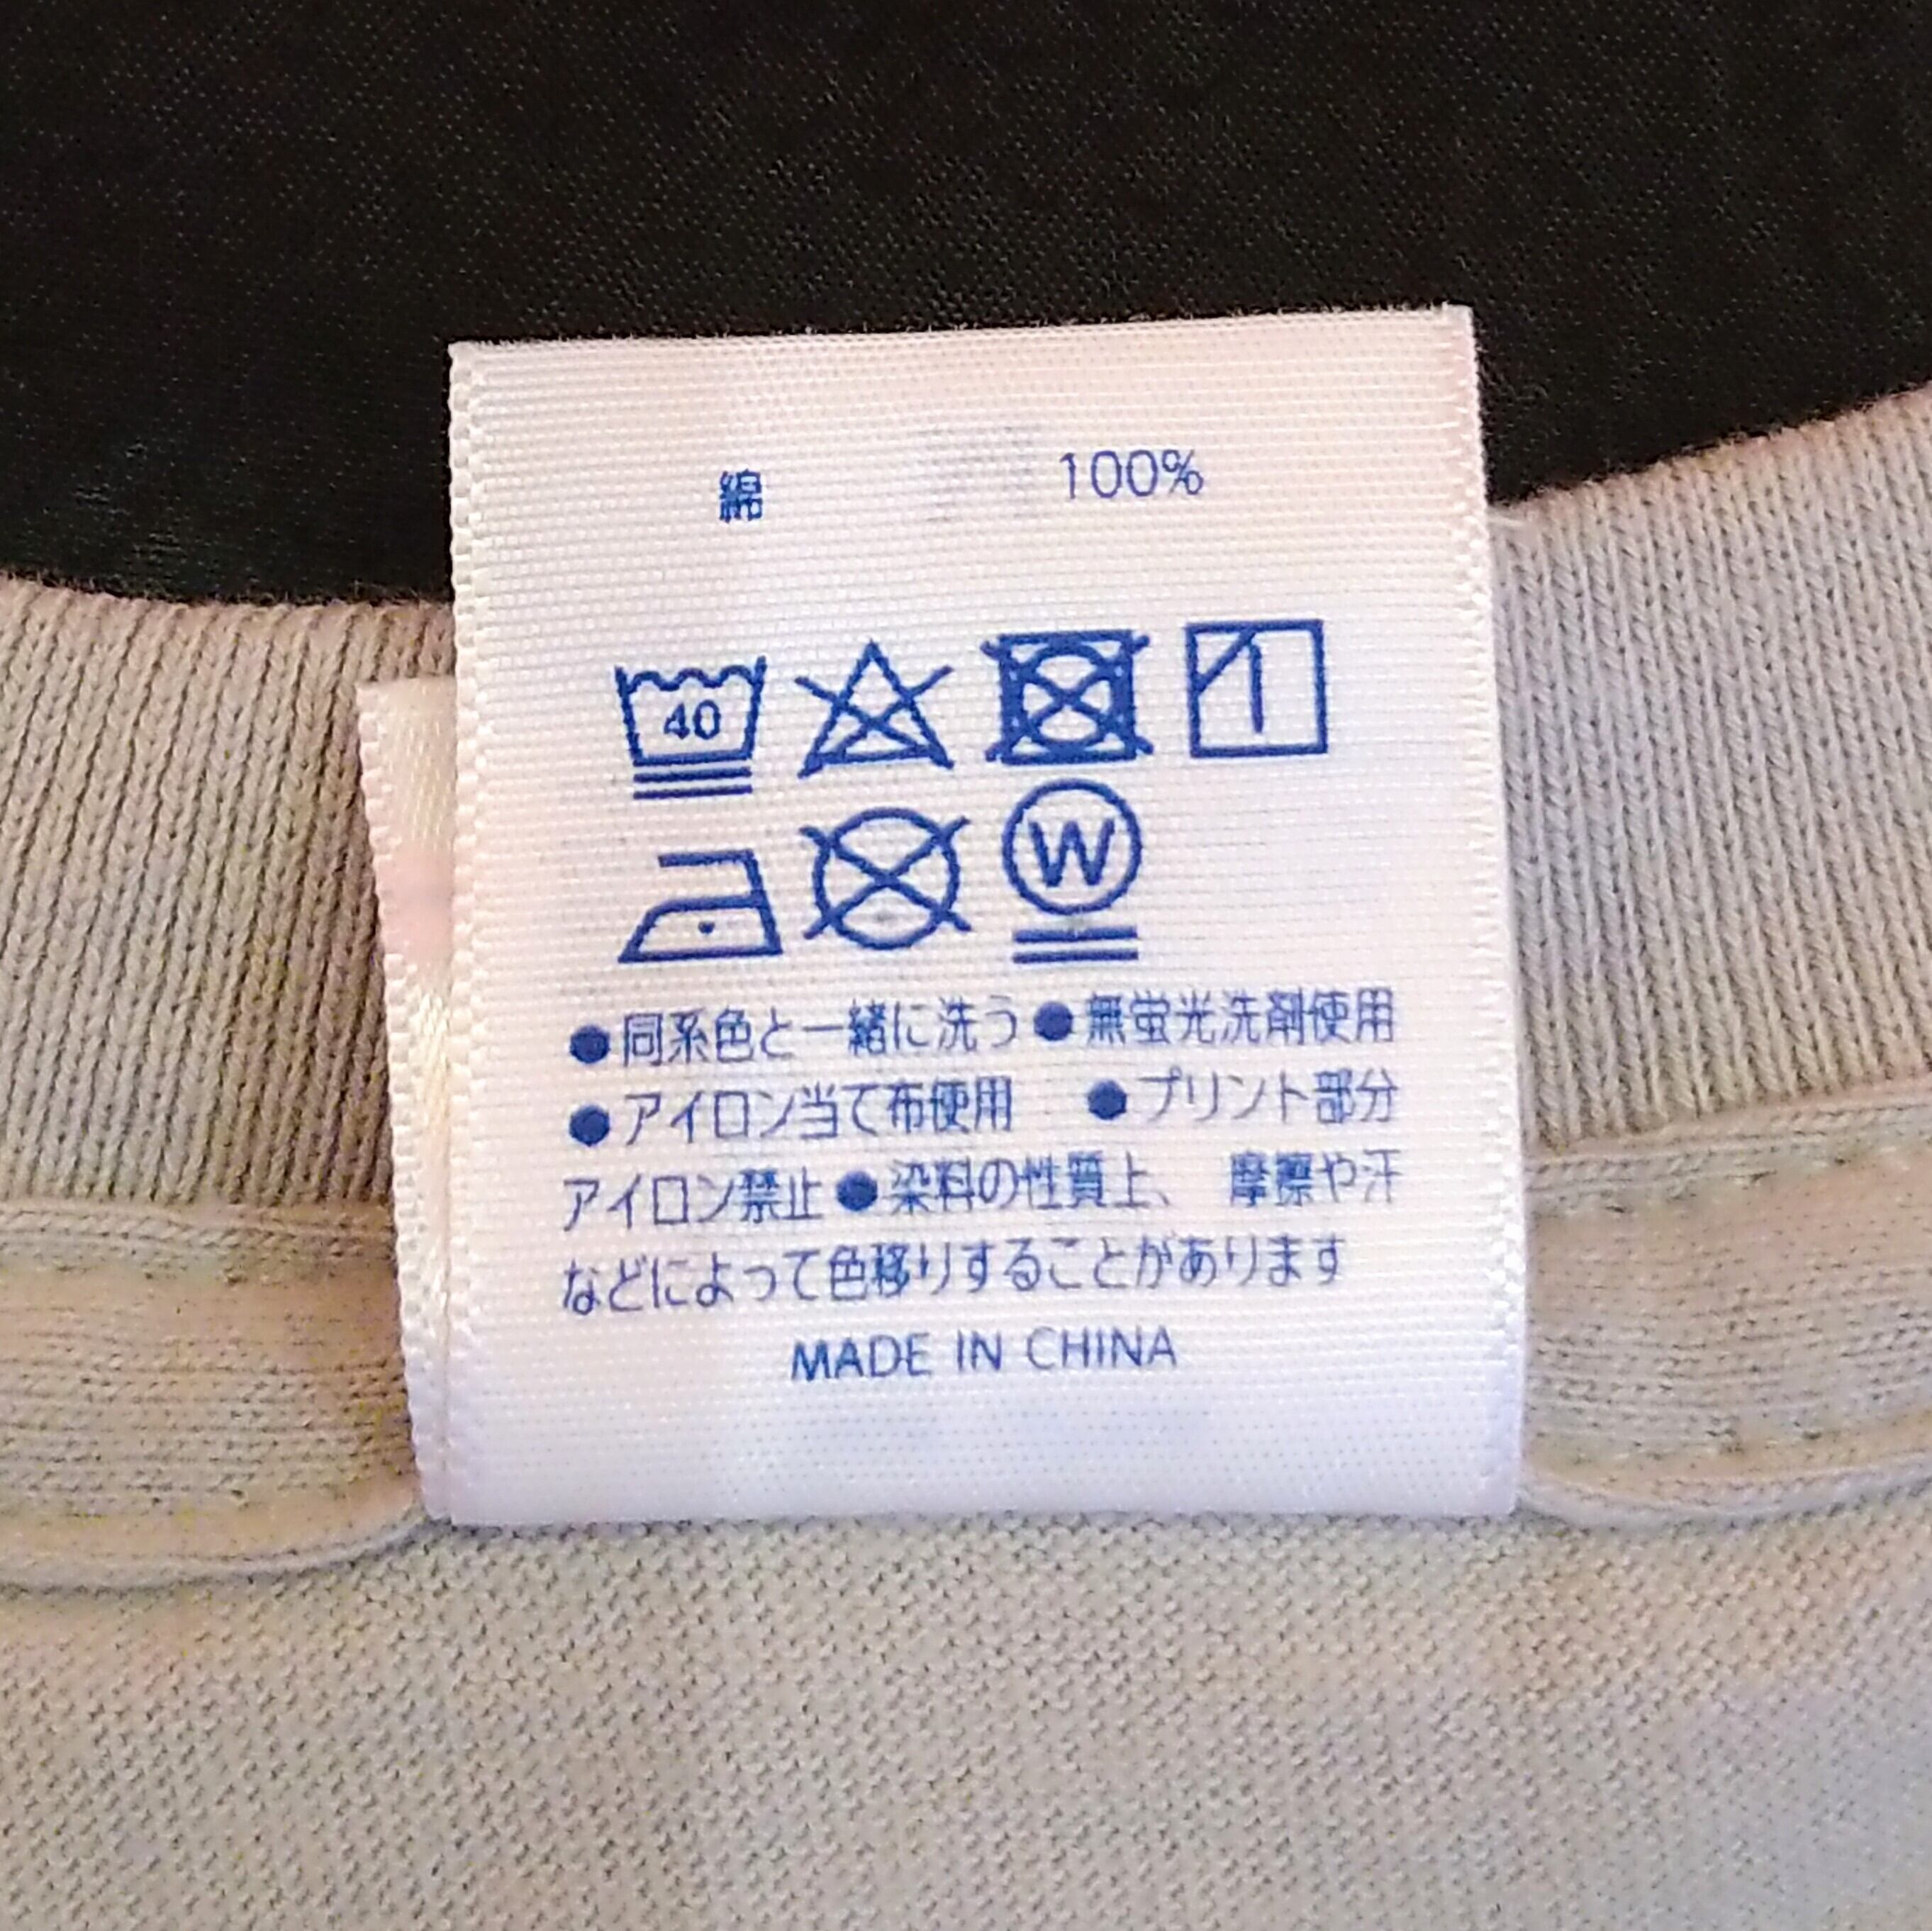 綿 100%
40
W
●同系色と一緒に洗う●無蛍光洗剤使用
●アイロン当て布使用 ●プリント部分
アイロン禁止●染料の性質上、 摩擦や汗
などによって色移りすることがあります
MADE IN CHINA